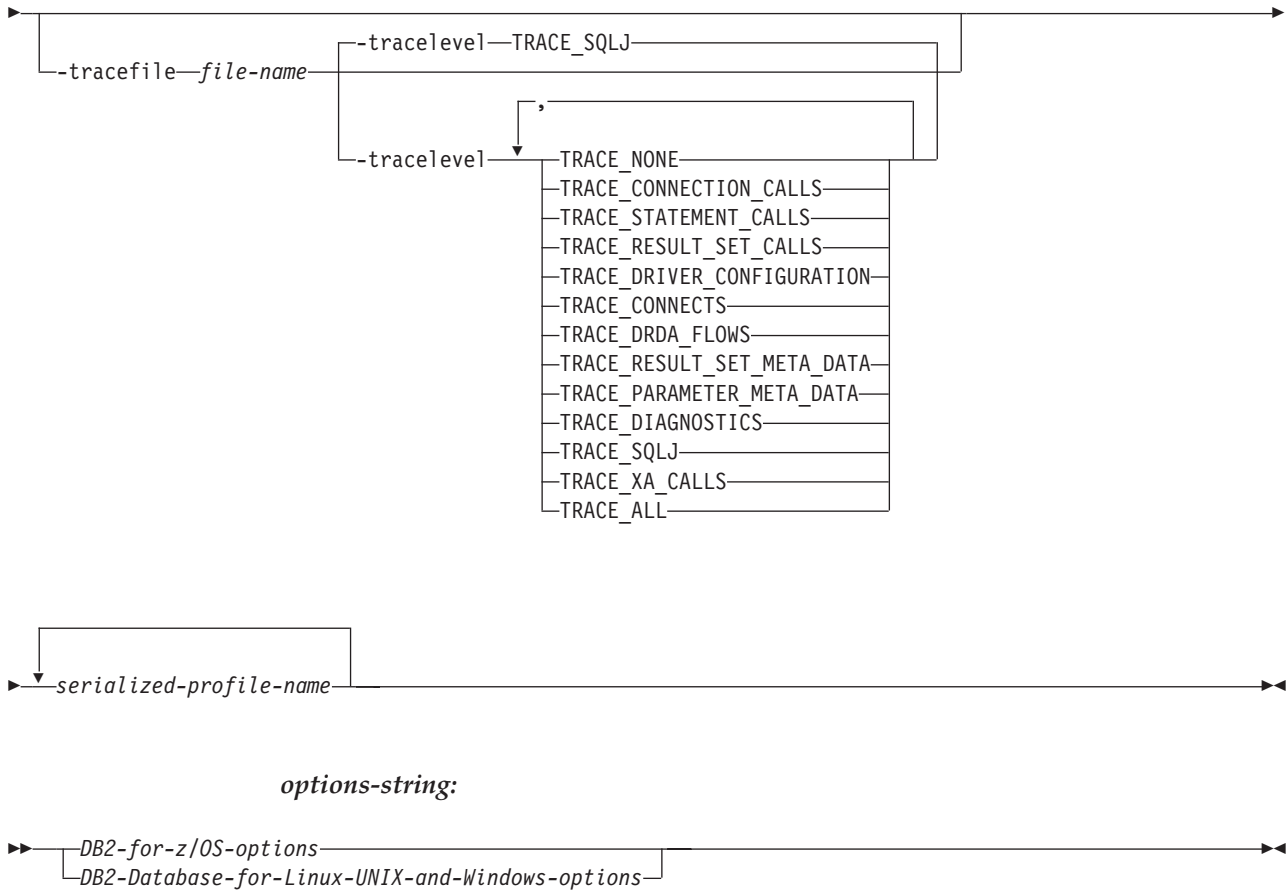 -tracelevel TRACE_SQLJ
-tracefile file-name
,
-tracelevel TRACE_NONE
TRACE_CONNECTION_CALLS
TRACE_STATEMENT_CALLS
TRACE_RESULT_SET_CALLS
TRACE_DRIVER_CONFIGURATION
TRACE_CONNECTS
TRACE_DRDA_FLOWS
TRACE_RESULT_SET_META_DATA
TRACE_PARAMETER_META_DATA
TRACE_DIAGNOSTICS
TRACE_SQLJ
TRACE_XA_CALLS
TRACE_ALL
serialized-profile-name
options-string:
DB2-for-z/OS-options
DB2-Database-for-Linux-UNIX-and-Windows-options